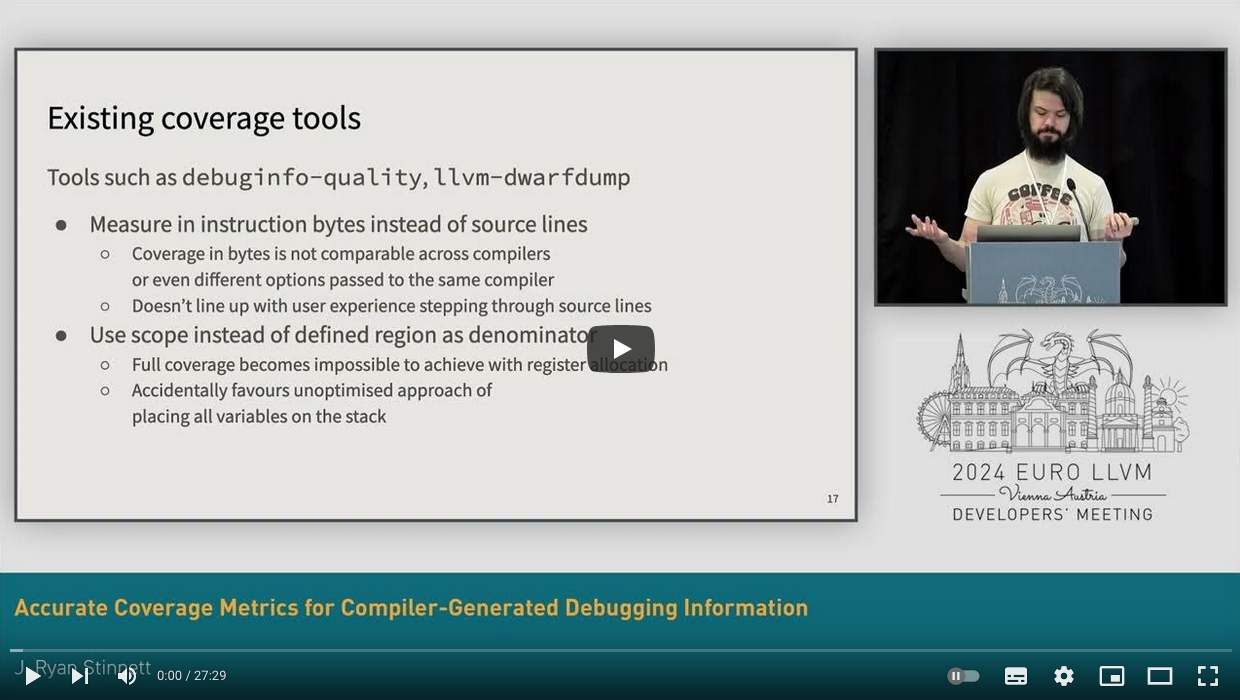 Existing coverage tools
Tools such as debuginfo-quality, llvm-dwarfdump
● Measure in instruction bytes instead of source lines
○ Coverage in bytes is not comparable across compilers
or even different options passed to the same compiler
○ Doesn't line up with user experience stepping through source lines
● Use scope instead of defined region as denominator
○ Full coverage becomes impossible to achieve with register allocation
○ Accidentally favours unoptimised approach of
placing all variables on the stack
17
COFFEE
2024 EURO LLVM
Vienna Austria
DEVELOPERS' MEETING
Accurate Coverage Metrics for Compiler-Generated Debugging Information
J. Ryan Stinnett
0:00 / 27:29